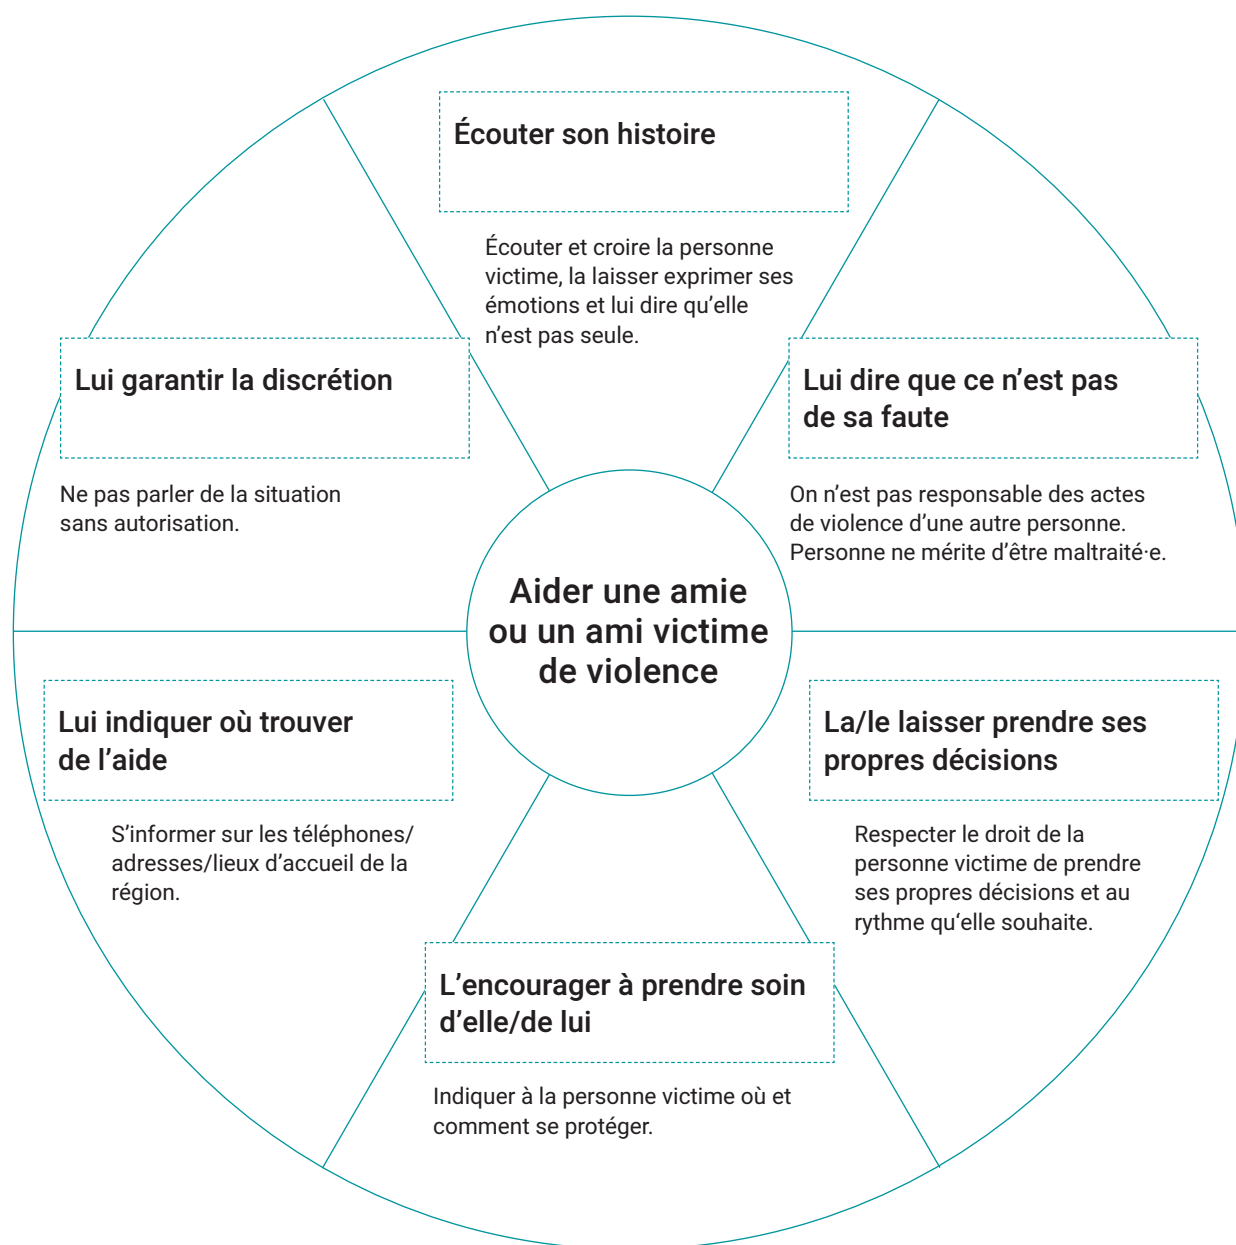 Écouter son histoire
Écouter et croire la personne
victime, la laisser exprimer ses
émotions et lui dire qu’elle
n’est pas seule.
Lui garantir la discrétion
Ne pas parler de la situation
sans autorisation.
Lui dire que ce n’est pas
de sa faute
On n’est pas responsable des actes
de violence d’une autre personne.
Personne ne mérite d’être maltraité·e.
Aider une amie
ou un ami victime
de violence
Lui indiquer où trouver
de l’aide
S’informer sur les téléphones/
adresses/lieux d’accueil de la
région.
La/le laisser prendre ses
propres décisions
Respecter le droit de la
personne victime de prendre
ses propres décisions et au
rythme qu‘elle souhaite.
L’encourager à prendre soin
d’elle/de lui
Indiquer à la personne victime où et
comment se protéger.